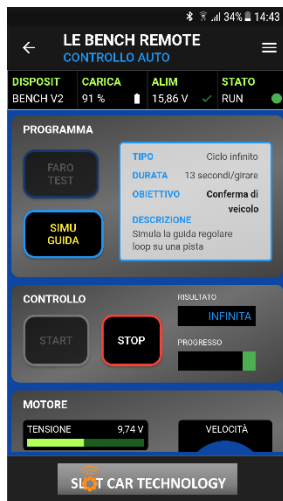 34% 14:43
LE BENCH REMOTE
CONTROLLO AUTO
DISPOSIT CARICA ALIM STATO
BENCH V2 91 % 15,86 V RUN
PROGRAMMA
FARO
TEST
SIMU
GUIDA
TIPO Ciclo infinito
DURATA 13 secondi/girare
OBIETTIVO Conferma di
veicolo
DESCRIZIONE
Simula la guida regolare
loop su una pista
CONTROLLO
START
STOP
RISULTATO
INFINITA
PROGRESSO
MOTORE
TENSIONE 9,74 V
VELOCITÀ
SLOT CAR TECHNOLOGY